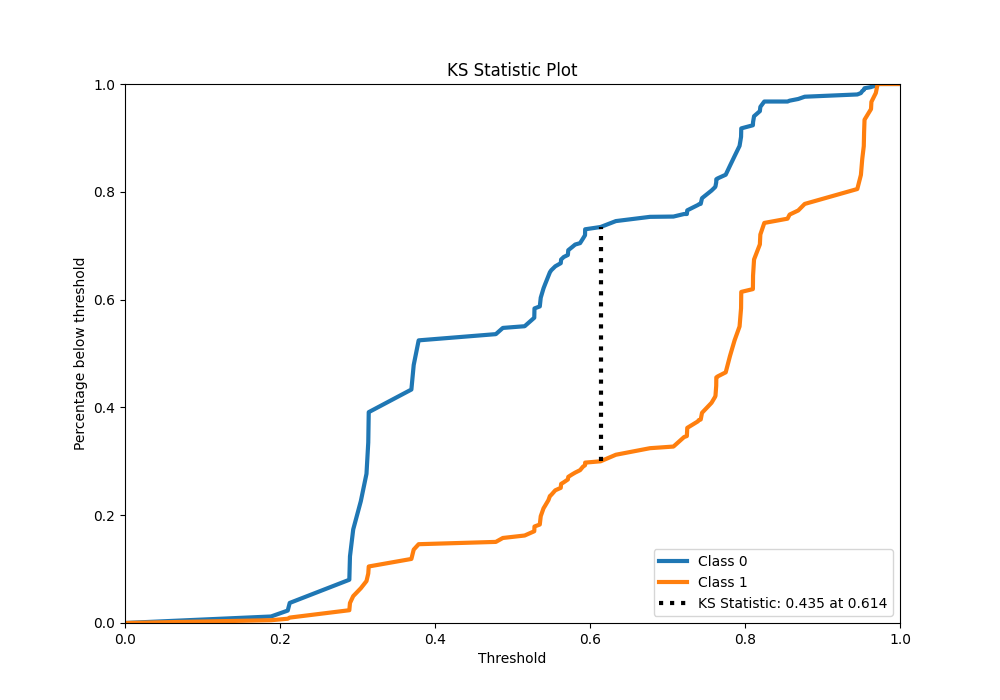 KS Statistic Plot
Percentage below threshold
1.0
0.8
0.6
0.4
0.2
0.0
0.0 0.2 0.4 0.6 0.8 1.0
Threshold
Class 0
Class 1
KS Statistic: 0.435 at 0.614